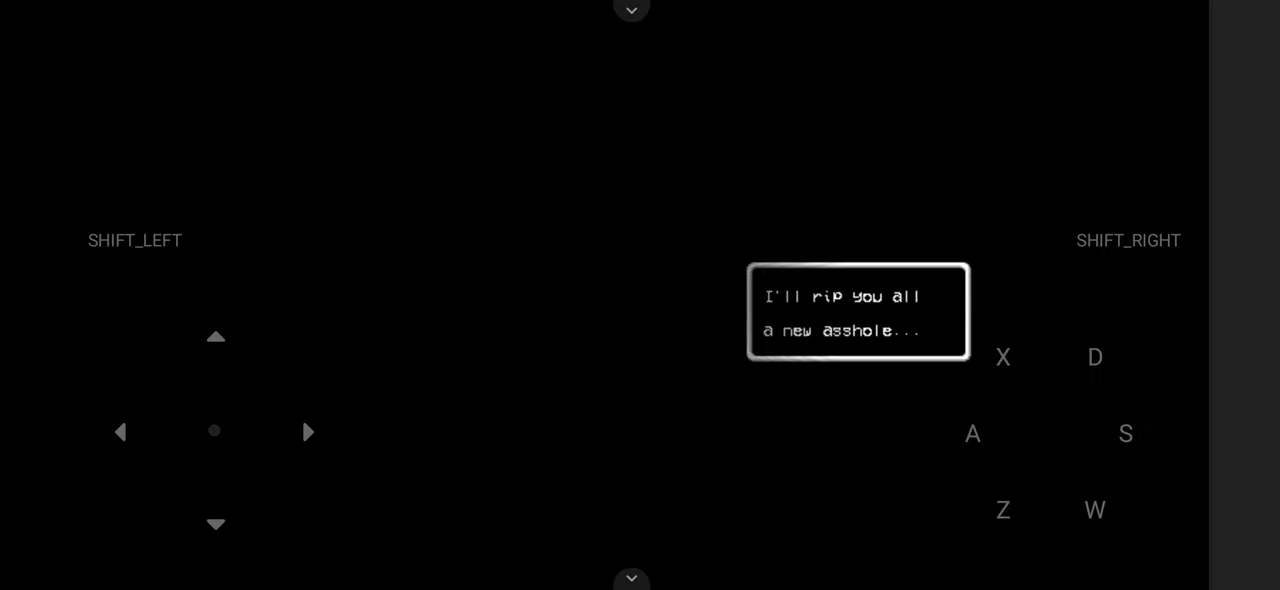 SHIFT_LEFT
SHIFT_RIGHT
I'll rip you all
a new asshole...
X
D
A
S
Z
W